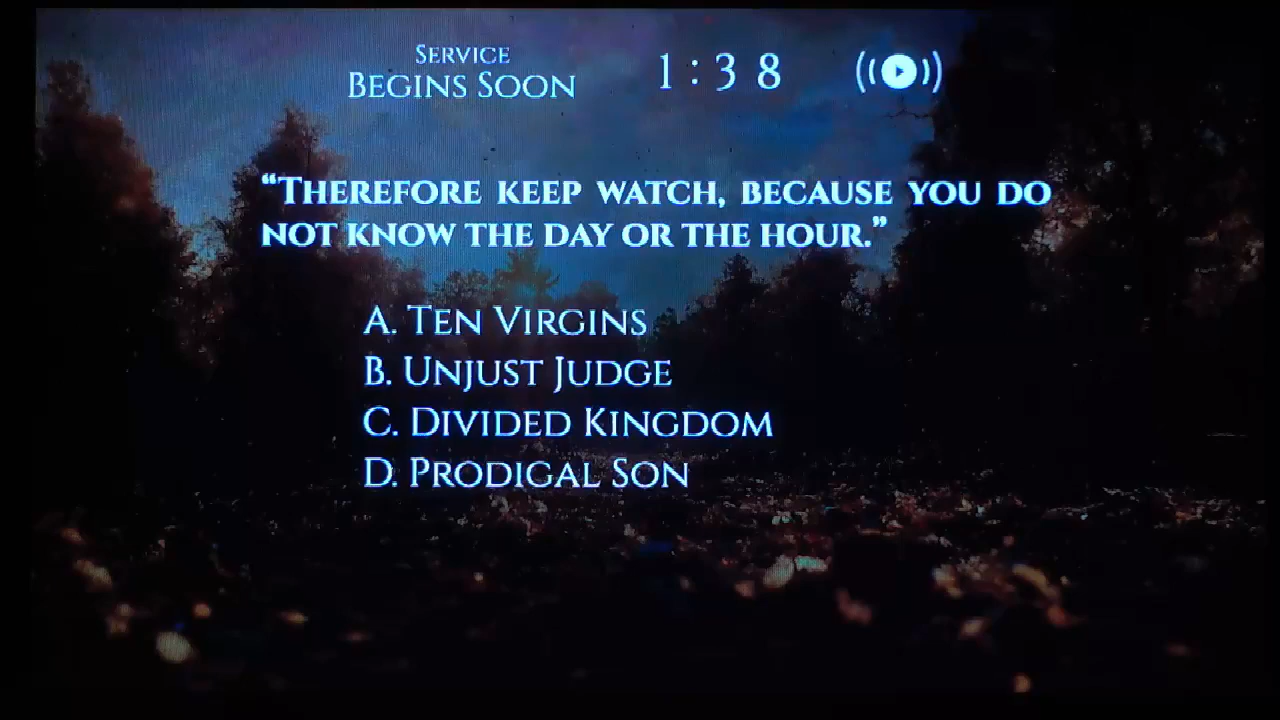 SERVICE
BEGINS SOON
1:38
“THEREFORE KEEP WATCH, BECAUSE YOU DO
NOT KNOW THE DAY OR THE HOUR.”
A. TEN VIRGINS
B. UNJUST JUDGE
C. DIVIDED KINGDOM
D. PRODIGAL SON